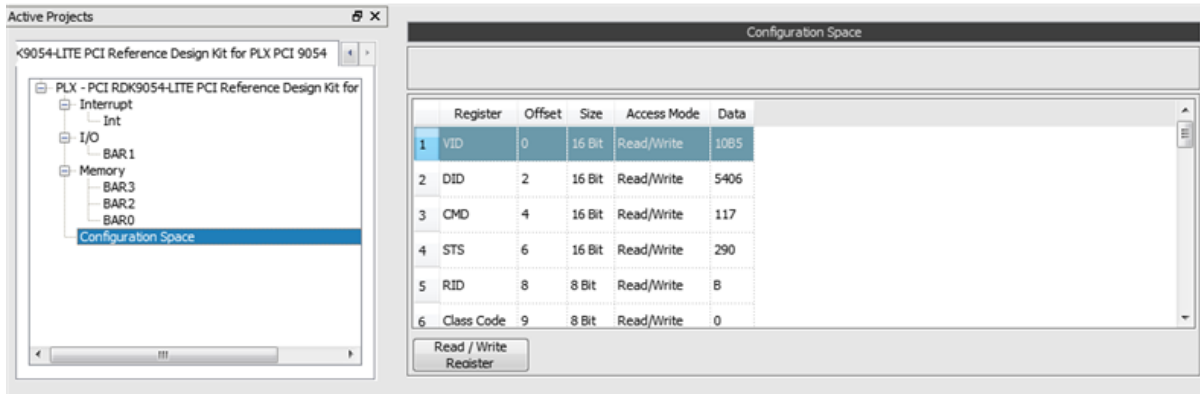 Active Projects
K9054-LITE PCI Reference Design Kit for PLX PCI 9054
PLX - PCI RDK9054-LITE PCI Reference Design Kit for
Interrupt
Int
I/O
BAR1
Memory
BAR3
BAR2
BAR0
Configuration Space
Configuration Space
Register Offset Size Access Mode Data
1 VID 0 16 Bit Read/Write 10B5
2 DID 2 16 Bit Read/Write 5406
3 CMD 4 16 Bit Read/Write 117
4 STS 6 16 Bit Read/Write 290
5 RID 8 8 Bit Read/Write B
6 Class Code 9 8 Bit Read/Write 0
Read / Write
Register